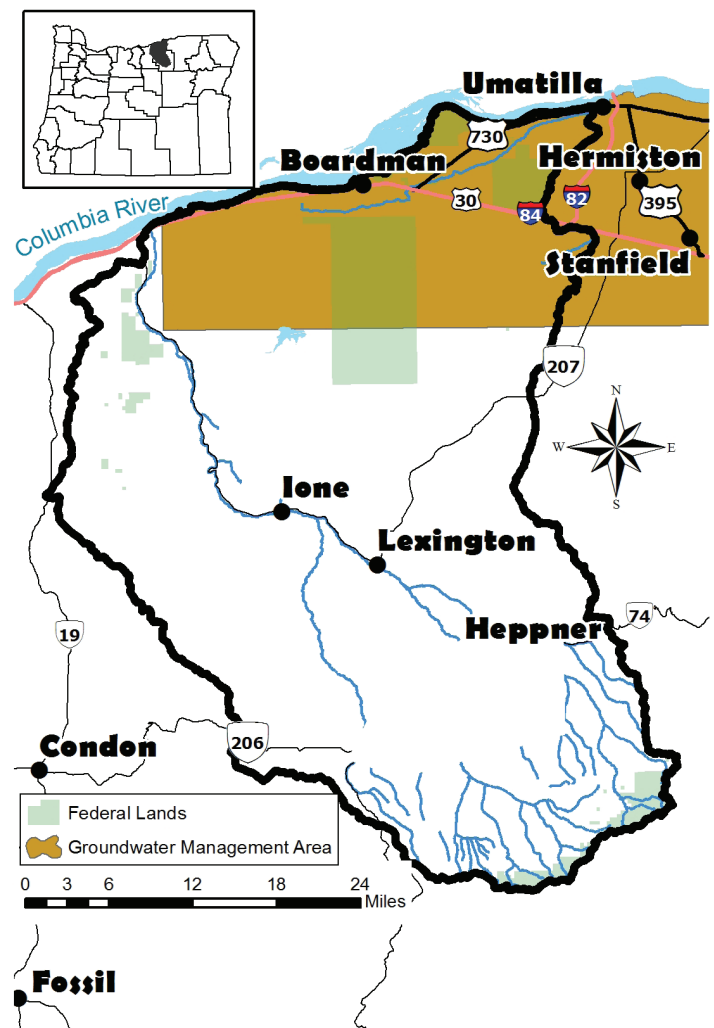 Umatilla
730
Boardman
Hermiston
Columbia River
30
84
82
395
Stanfield
207
N
W
E
S
Ione
Lexington
Heppner
74
19
206
Condon
Federal Lands
Groundwater Management Area
0 3 6 12 18 24
Miles
Fossil